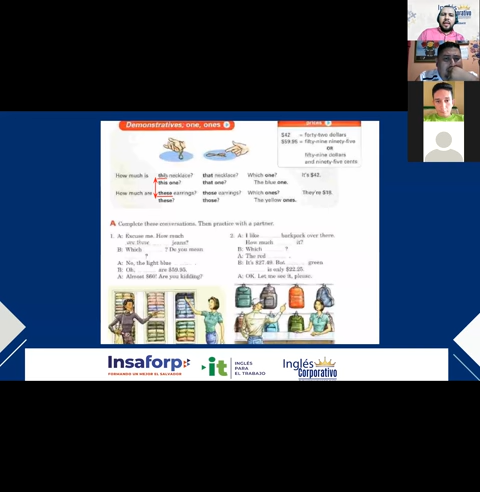 Inglés
Corporativo
Demonstratives; one, ones
prices
$42 = forty-two dollars
$59.95 = fifty-nine ninety-five
OR
fifty-nine dollars
and ninety-five cents
How much is this necklace? that necklace? Which one? It's $42.
this one? that one? The blue one.
How much are these earrings? those earrings? Which ones? They're $18.
these? those? The yellow ones.
A Complete these conversations. Then practice with a partner.
1. A: Excuse me. How much
are those jeans?
B: Which ? Do you mean
?
A: No, the light blue .
B: Oh, are $59.95.
A: Almost $60! Are you kidding?
2. A: I like backpack over there.
How much it?
B: Which ?
A: The red .
B: It's $27.49. But green
is only $22.25.
A: OK. Let me see it, please.
Insaforp
FORMANDO UN MEJOR EL SALVADOR
it
INGLÉS
PARA
EL TRABAJO
Inglés
Corporativo